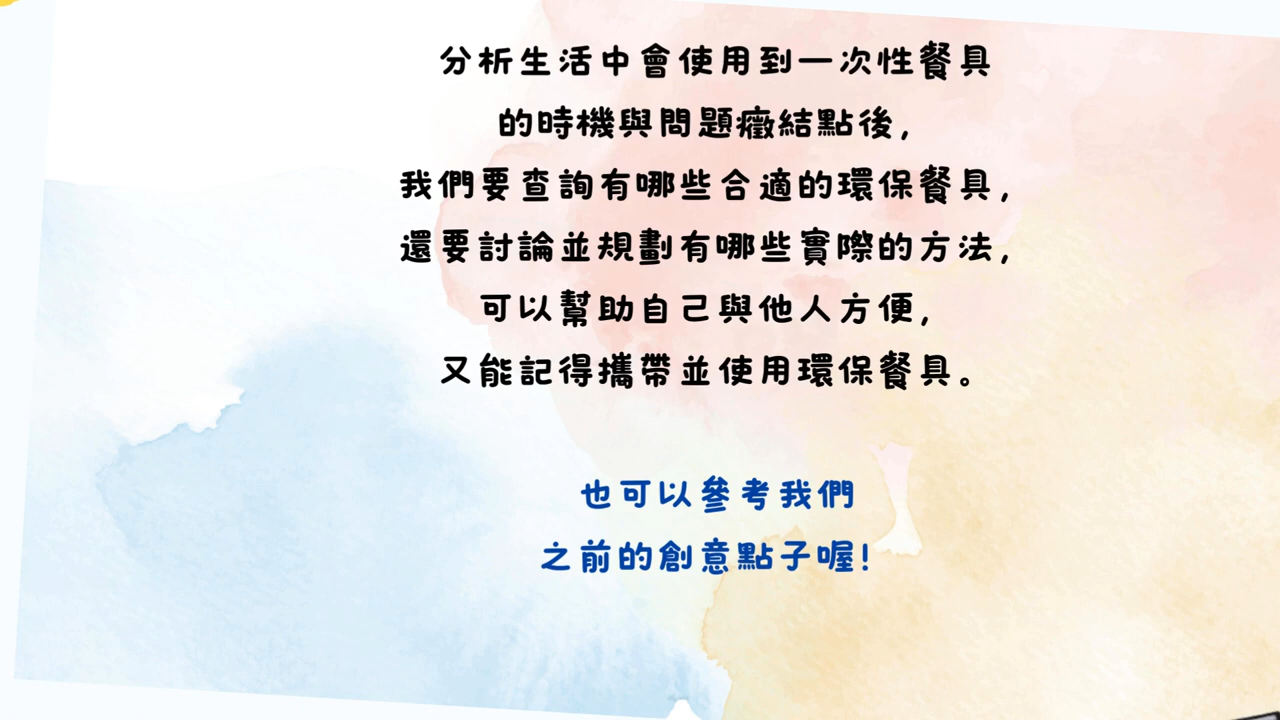 分析生活中會使用到一次性餐具
的時機與問題癥結點後,
我們要查詢有哪些合適的環保餐具,
還要討論並規劃有哪些實際的方法,
可以幫助自己與他人方便,
又能記得攜帶並使用環保餐具。
也可以參考我們
之前的創意點子喔!